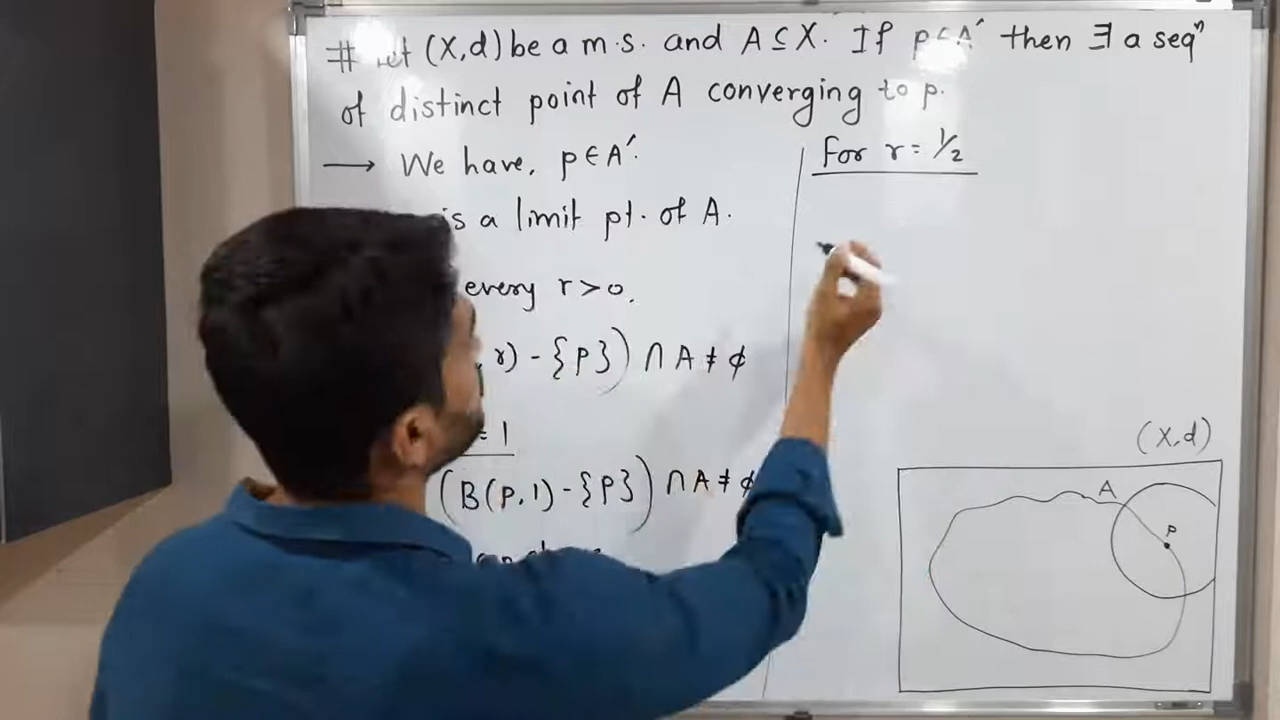 # Let (X,d) be a m.s. and A ⊆ X. If p ∈ A′ then ∃ a seqⁿ
of distinct point of A converging to p.
⟶ We have, p ∈ A′.
is a limit pt. of A.
every r > 0.
r) - {P}) ∩ A ≠ ϕ
= 1
(B(P,1) - {P}) ∩ A ≠ ϕ
For r = 1/2
(X,d)
A
P